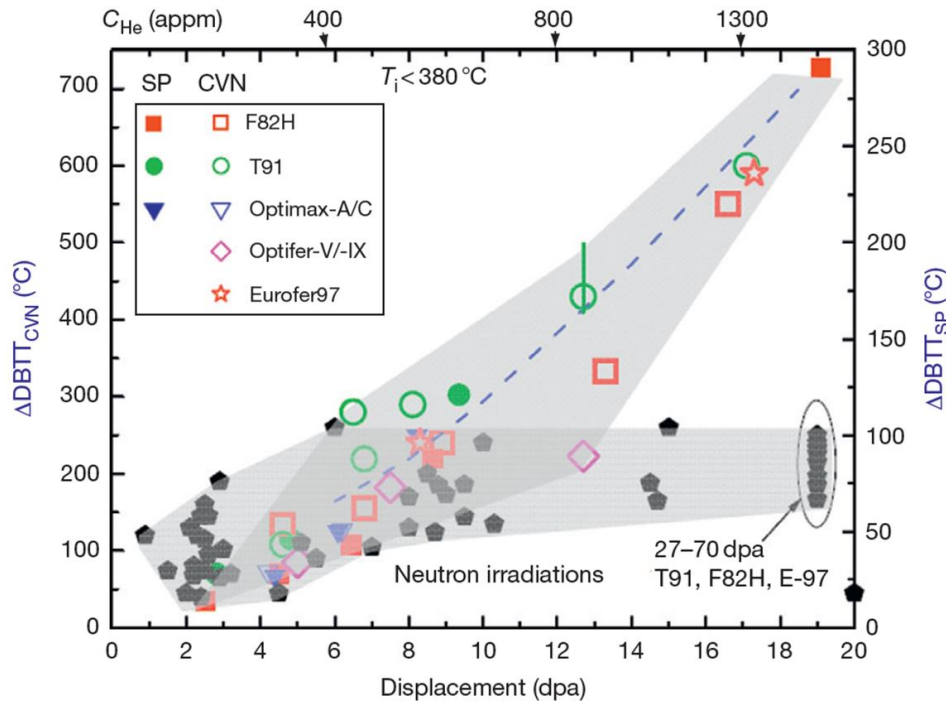 C_He (appm) 400 800 1300
SP CVN
T_i < 380 °C
F82H
T91
Optimax-A/C
Optifer-V/-IX
Eurofer97
700
600
500
400
300
200
100
0
ΔDBTT_CVN (°C)
300
250
200
150
100
50
0
ΔDBTT_SP (°C)
27–70 dpa
T91, F82H, E-97
Neutron irradiations
0 2 4 6 8 10 12 14 16 18 20
Displacement (dpa)